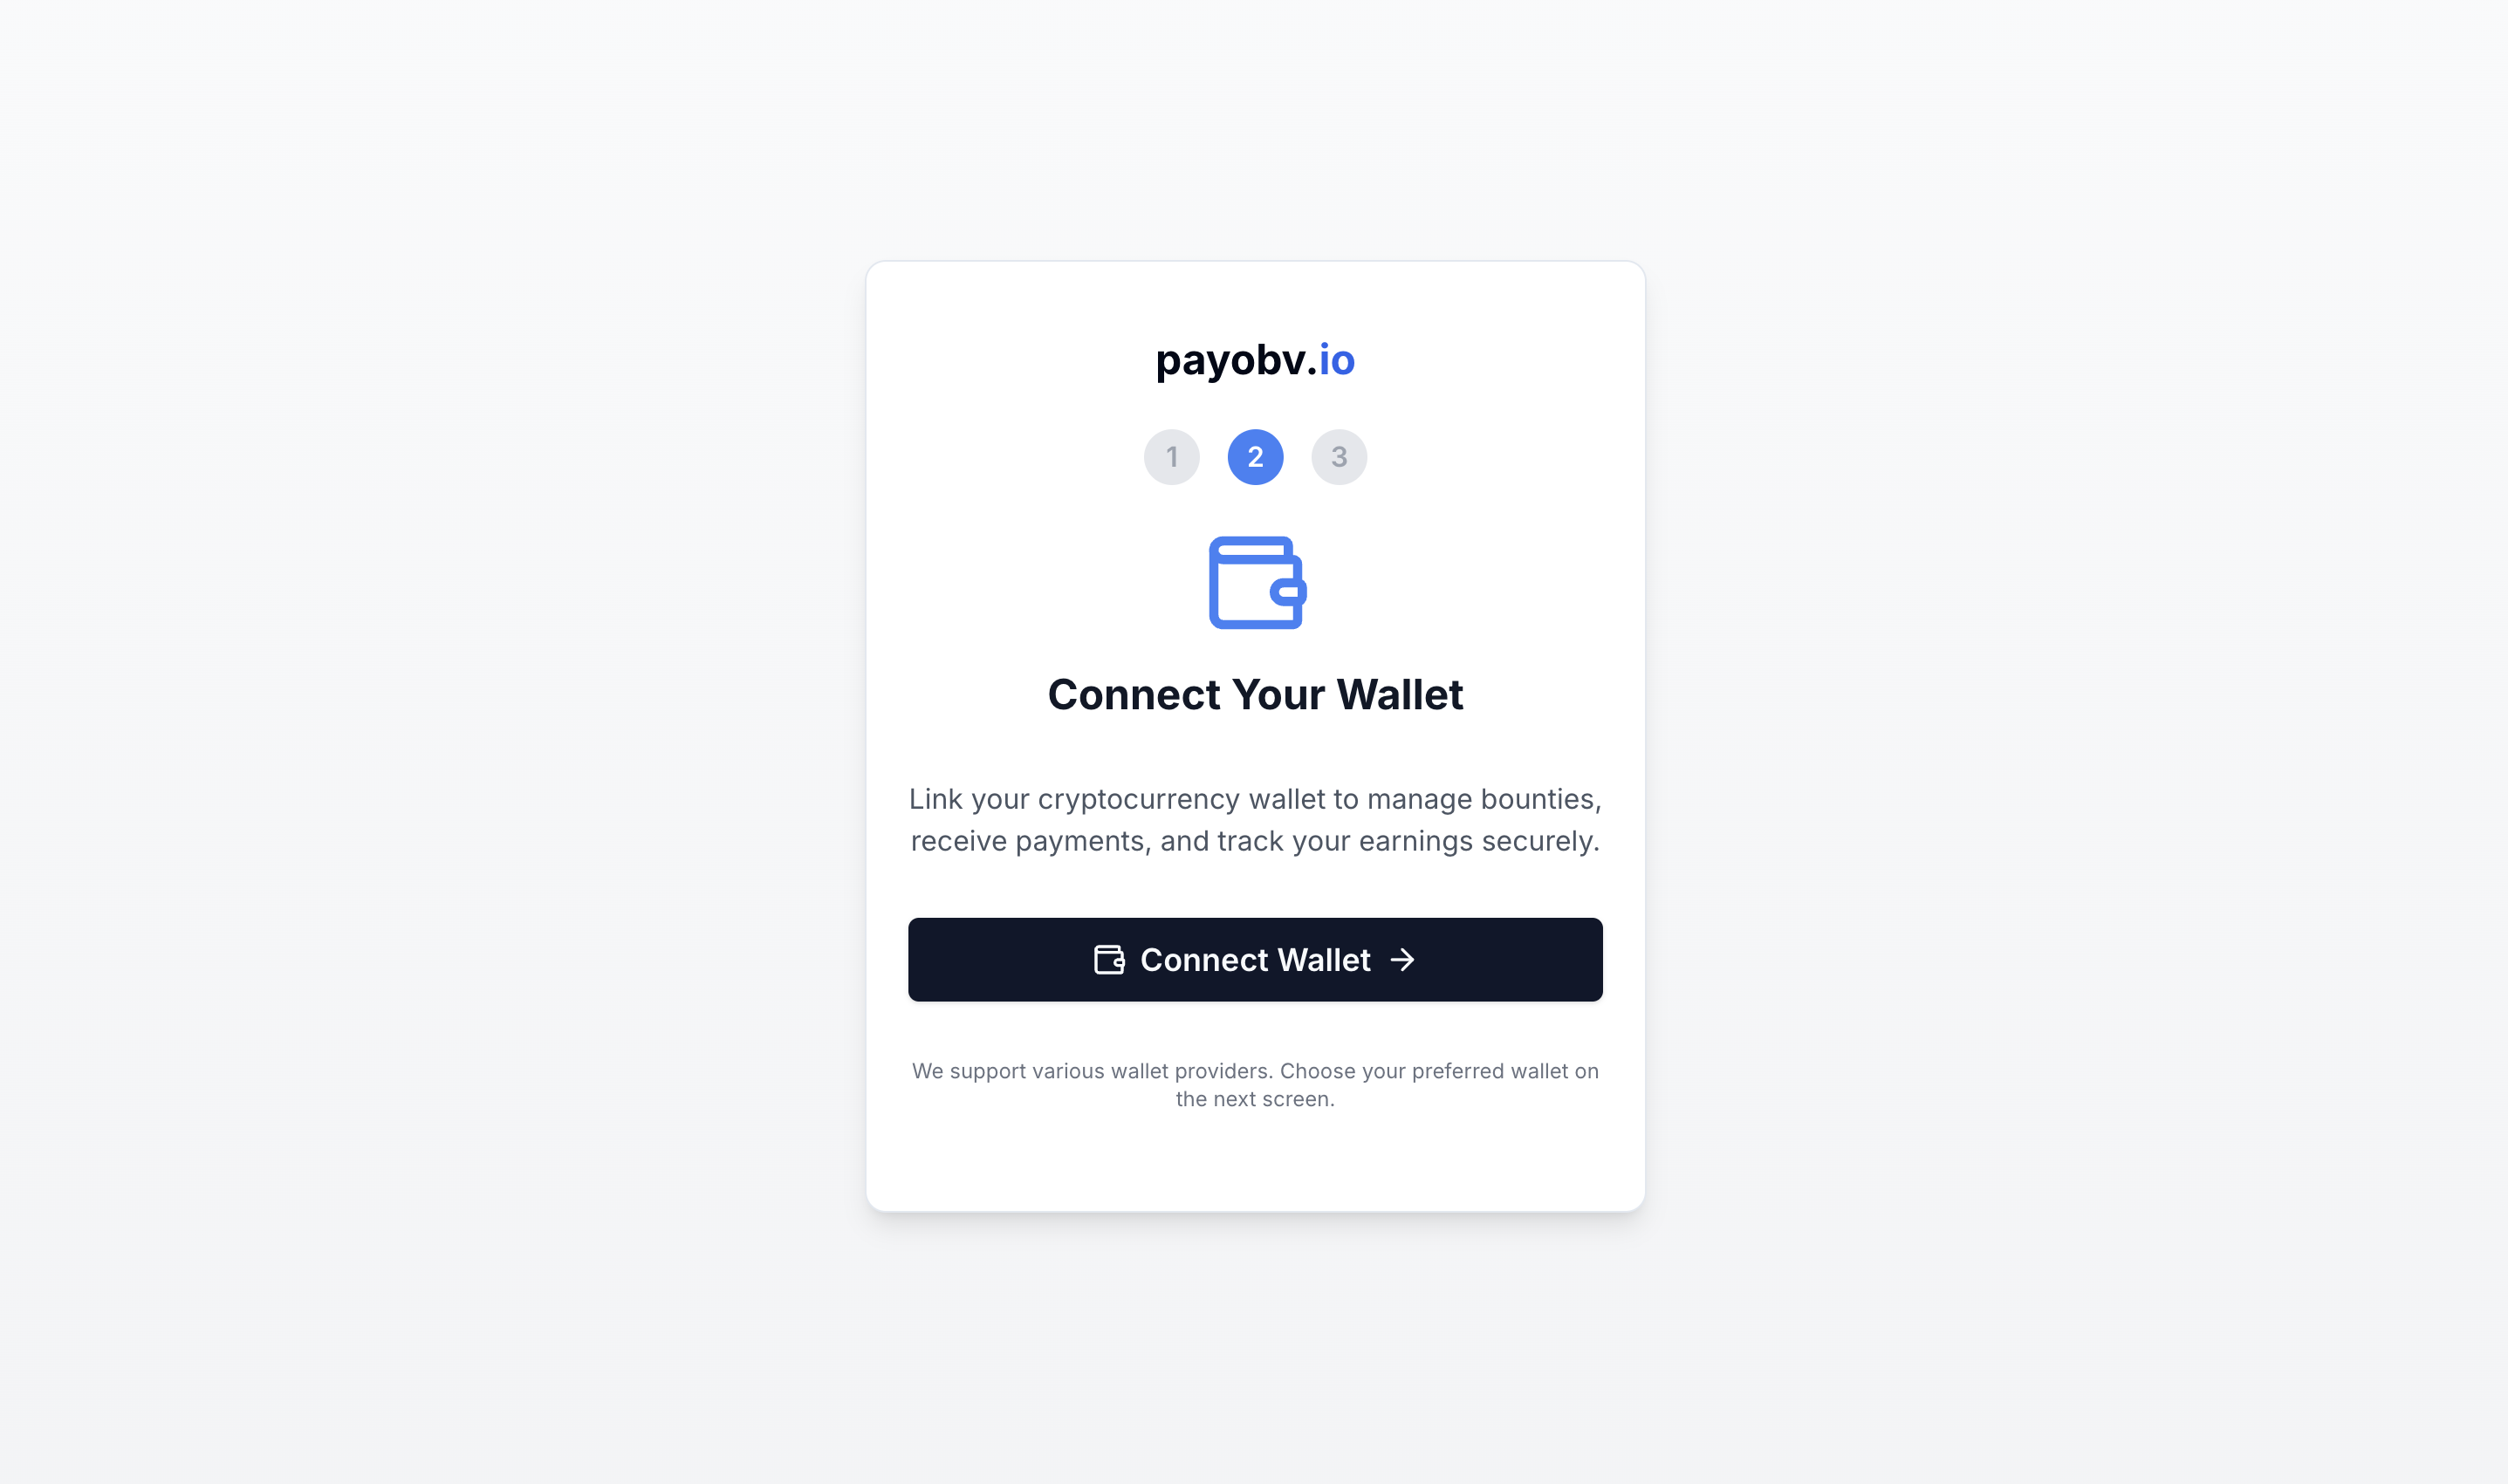 payobv.io
1 2 3
Connect Your Wallet
Link your cryptocurrency wallet to manage bounties,
receive payments, and track your earnings securely.
Connect Wallet
We support various wallet providers. Choose your preferred wallet on
the next screen.